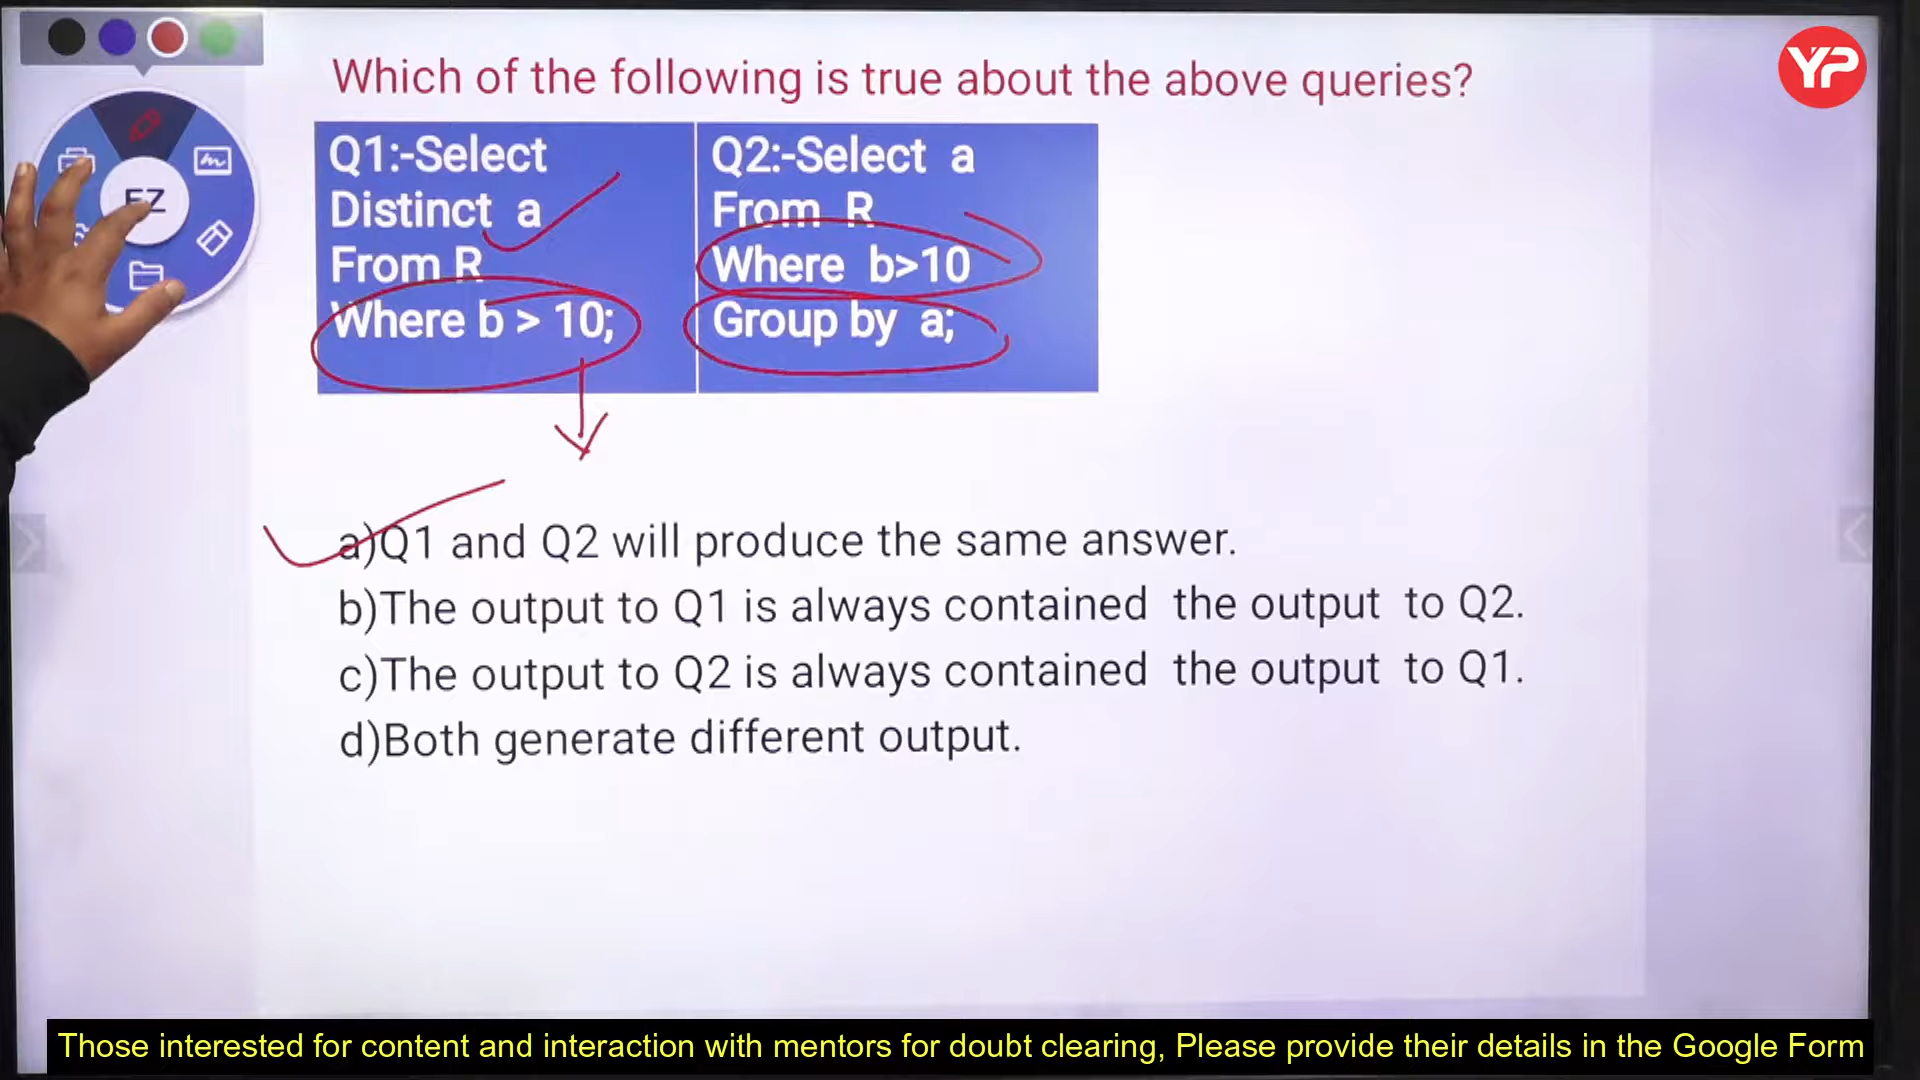 YP
Which of the following is true about the above queries?
Q1:-Select
Distinct a
From R
Where b > 10;
Q2:-Select a
From R
Where b>10
Group by a;
EZ
a)Q1 and Q2 will produce the same answer.
b)The output to Q1 is always contained the output to Q2.
c)The output to Q2 is always contained the output to Q1.
d)Both generate different output.
Those interested for content and interaction with mentors for doubt clearing, Please provide their details in the Google Form